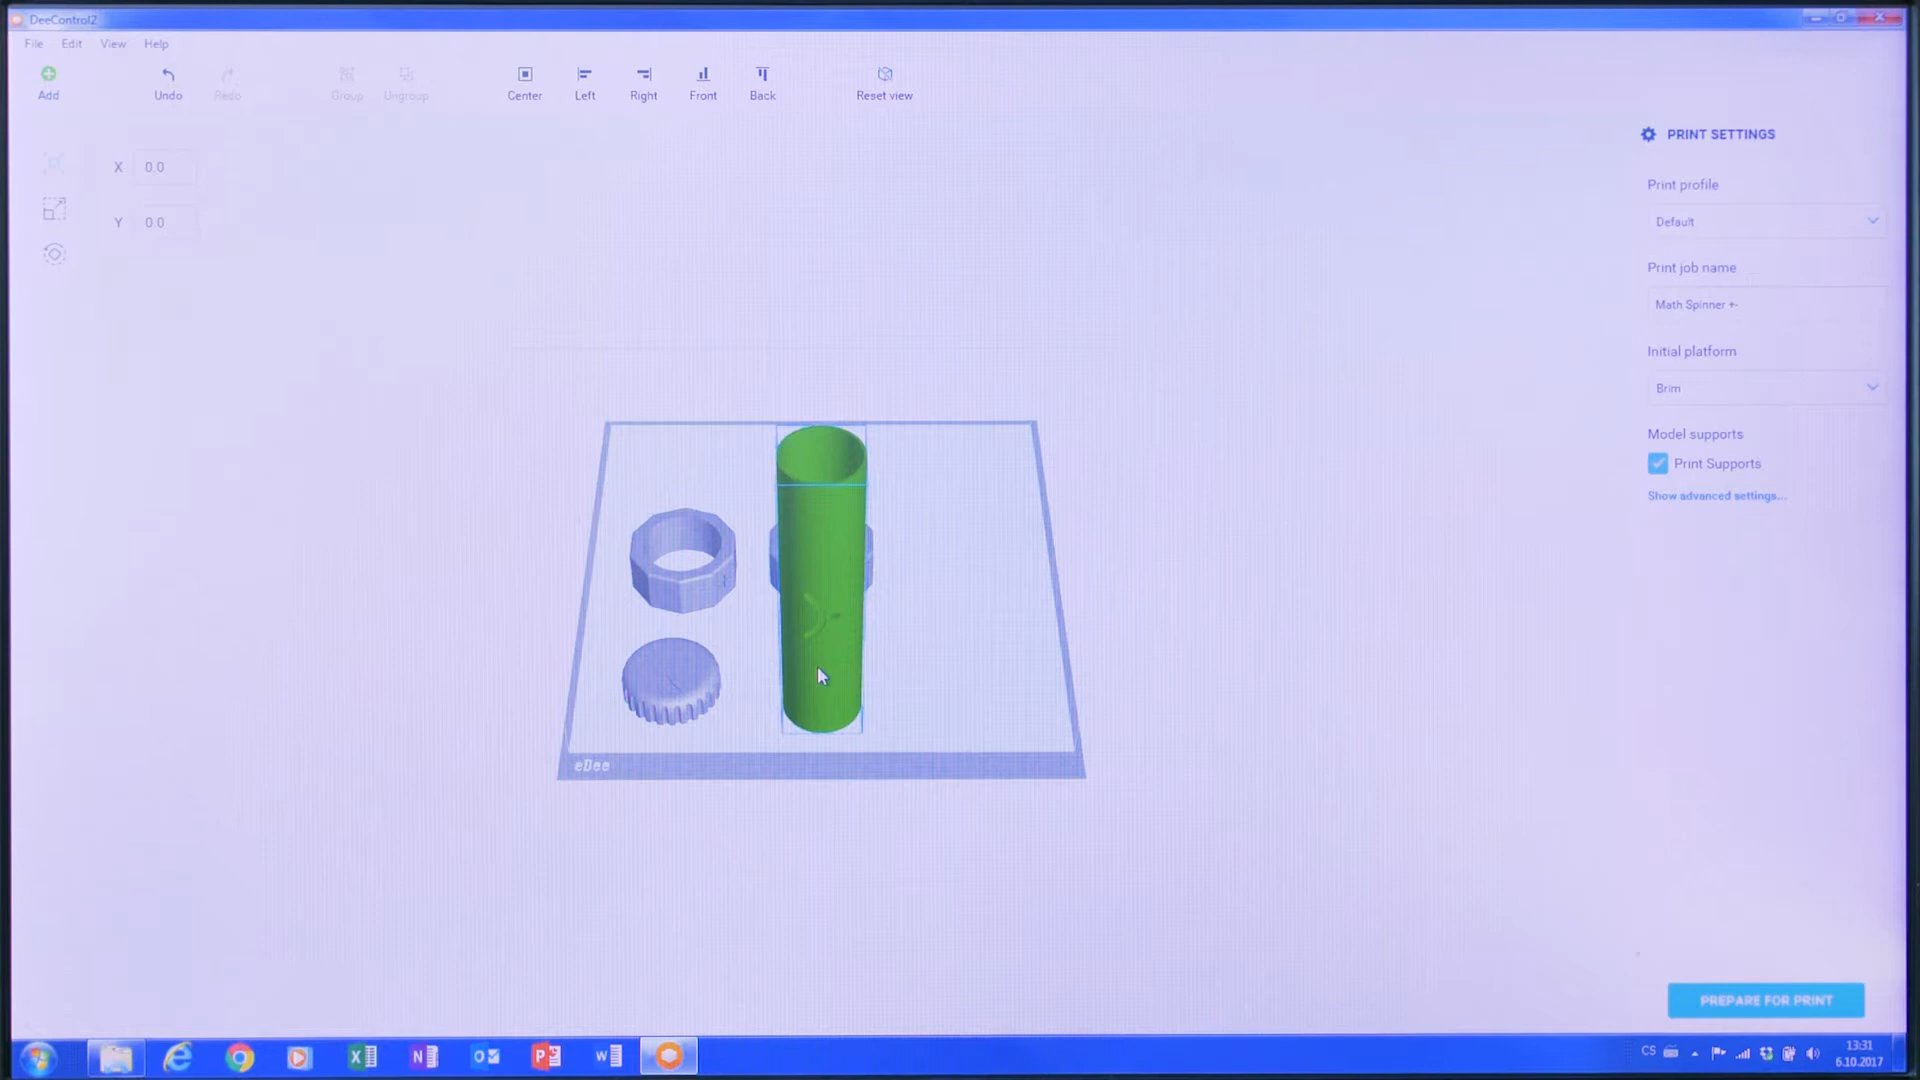 DeeControl2
File Edit View Help
Add Undo Redo Group Ungroup Center Left Right Front Back Reset view
X 0.0
Y 0.0
PRINT SETTINGS
Print profile
Default
Print job name
Math Spinner +-
Initial platform
Brim
Model supports
Print Supports
Show advanced settings...
eDee
PREPARE FOR PRINT
CS
13:31
6.10.2017